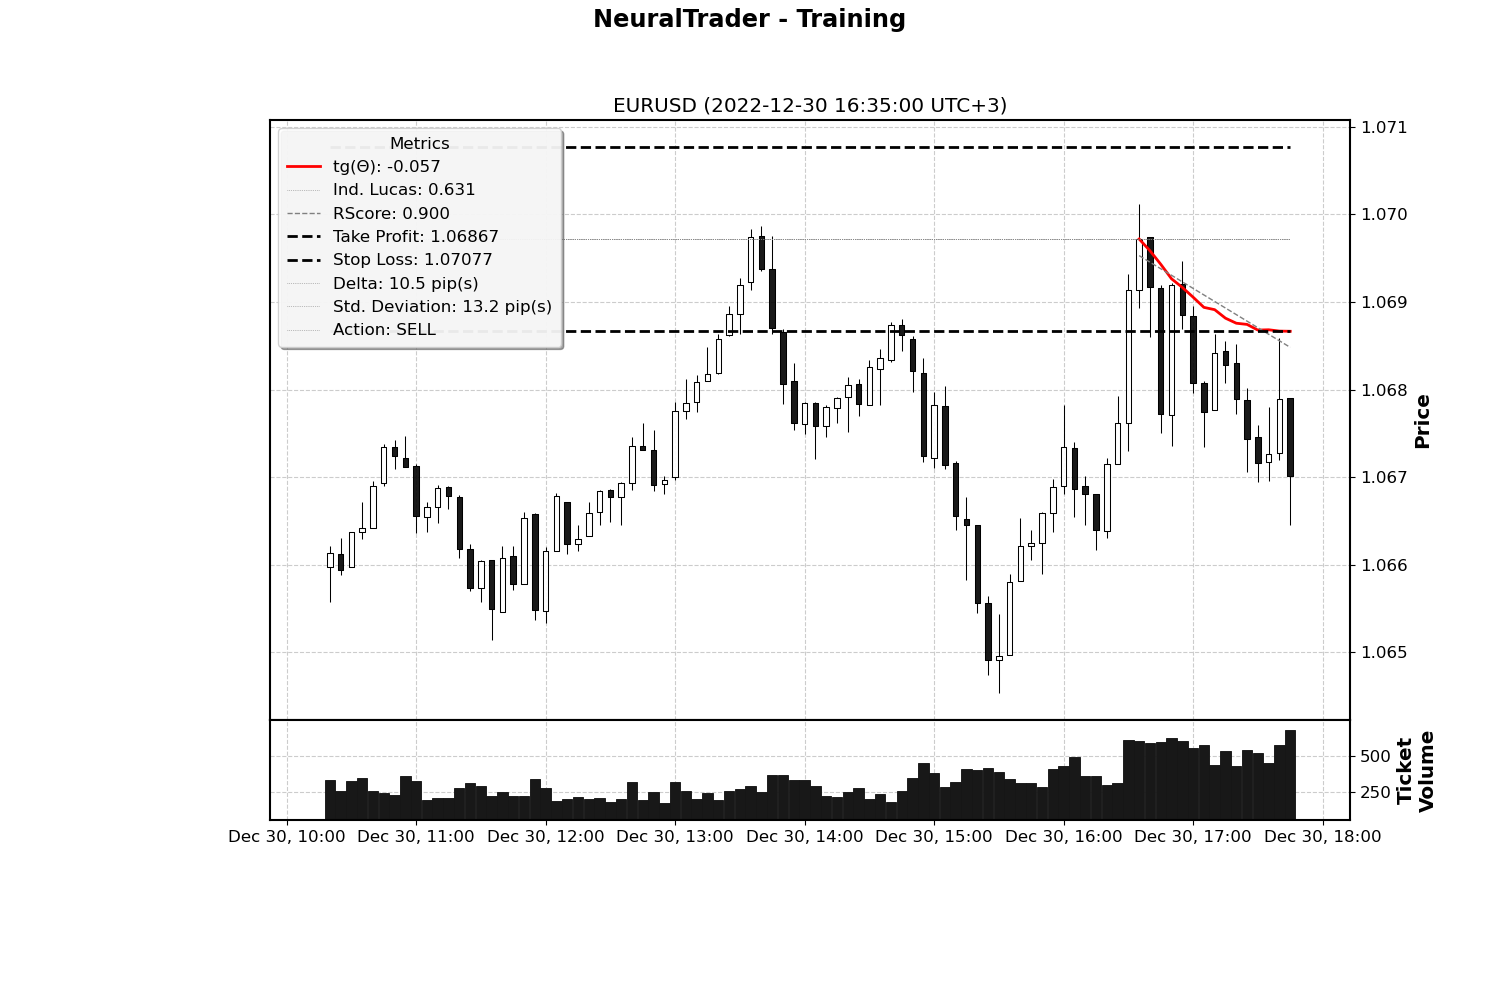 NeuralTrader - Training
EURUSD (2022-12-30 16:35:00 UTC+3)
Metrics
tg(Θ): -0.057
Ind. Lucas: 0.631
RScore: 0.900
Take Profit: 1.06867
Stop Loss: 1.07077
Delta: 10.5 pip(s)
Std. Deviation: 13.2 pip(s)
Action: SELL
1.071
1.070
1.069
1.068
1.067
1.066
1.065
Price
500
250
Ticket
Volume
Dec 30, 10:00 Dec 30, 11:00 Dec 30, 12:00 Dec 30, 13:00 Dec 30, 14:00 Dec 30, 15:00 Dec 30, 16:00 Dec 30, 17:00 Dec 30, 18:00